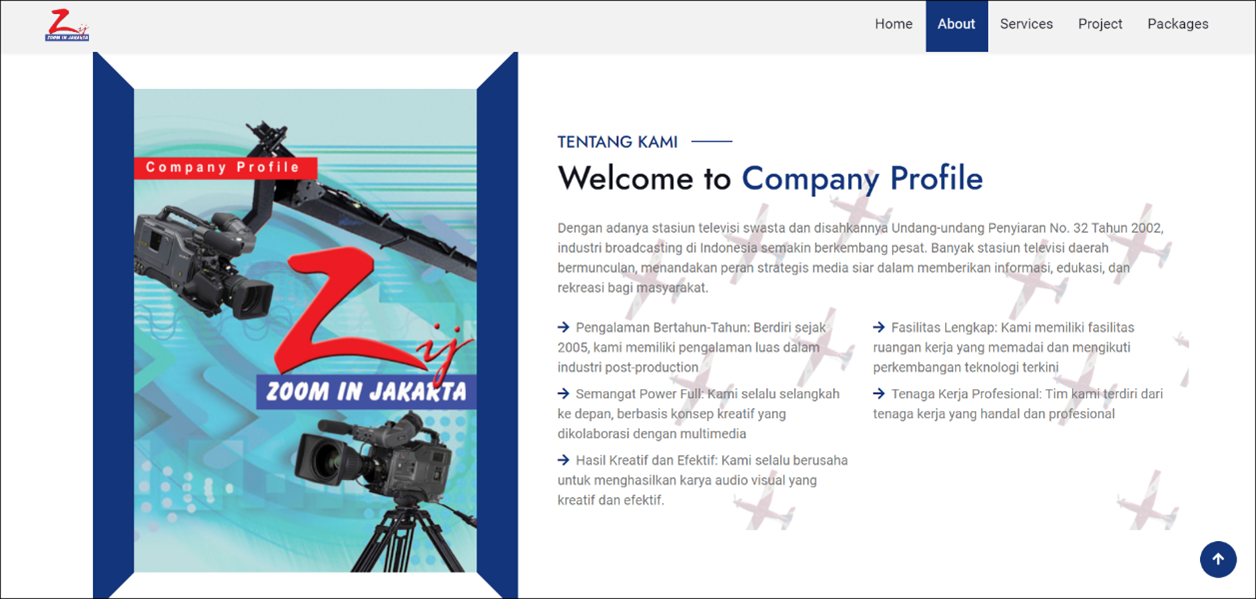 Zij
ZOOM IN JAKARTA
Home
About
Services
Project
Packages
Company Profile
Zij
ZOOM IN JAKARTA
TENTANG KAMI
Welcome to Company Profile
Dengan adanya stasiun televisi swasta dan disahkannya Undang-undang Penyiaran No. 32 Tahun 2002,
industri broadcasting di Indonesia semakin berkembang pesat. Banyak stasiun televisi daerah
bermunculan, menandakan peran strategis media siar dalam memberikan informasi, edukasi, dan
rekreasi bagi masyarakat.
→ Pengalaman Bertahun-Tahun: Berdiri sejak
2005, kami memiliki pengalaman luas dalam
industri post-production
→ Semangat Power Full: Kami selalu selangkah
ke depan, berbasis konsep kreatif yang
dikolaborasi dengan multimedia
→ Hasil Kreatif dan Efektif: Kami selalu berusaha
untuk menghasilkan karya audio visual yang
kreatif dan efektif.
→ Fasilitas Lengkap: Kami memiliki fasilitas
ruangan kerja yang memadai dan mengikuti
perkembangan teknologi terkini
→ Tenaga Kerja Profesional: Tim kami terdiri dari
tenaga kerja yang handal dan profesional